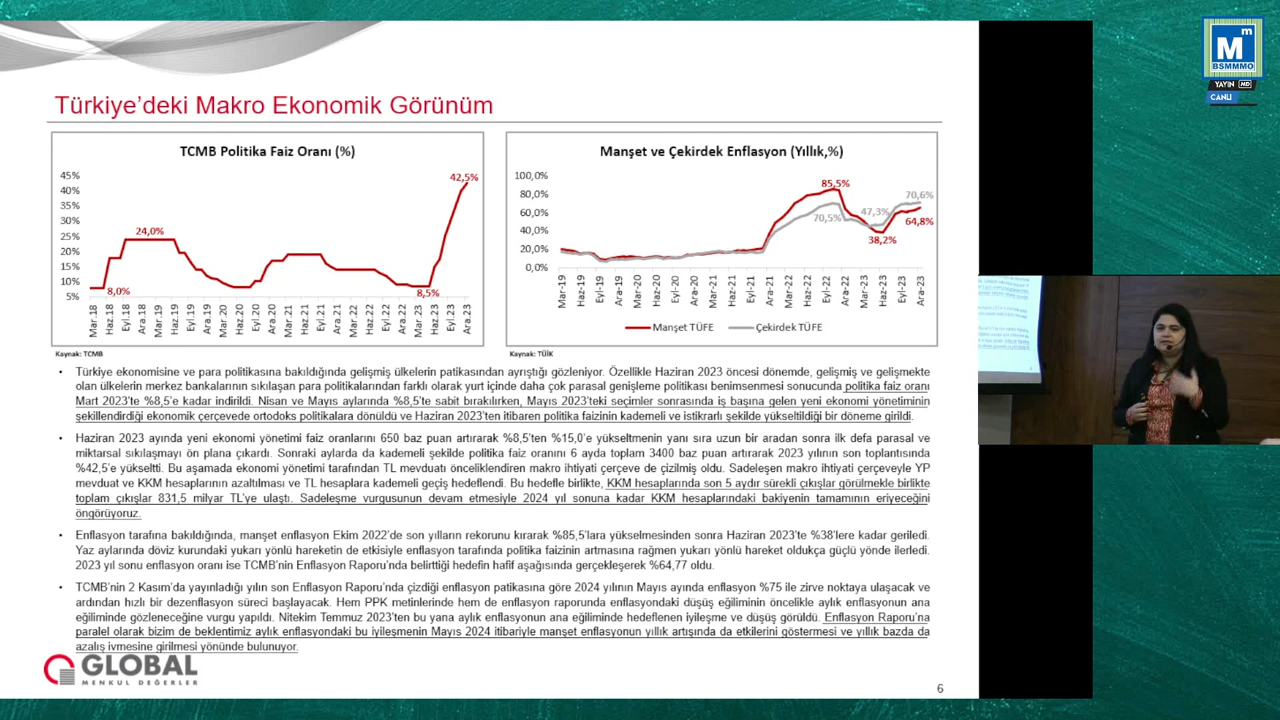 Mm
BSMMMO
YAYIN HD
CANLI
Türkiye'deki Makro Ekonomik Görünüm
TCMB Politika Faiz Oranı (%)
45%
40%
35%
30%
25%
20%
15%
10%
5%
24,0%
8,0%
8,5%
42,5%
Mar.18
Haz.18
Eyl.18
Ara.18
Mar.19
Haz.19
Eyl.19
Ara.19
Mar.20
Haz.20
Eyl.20
Ara.20
Mar.21
Haz.21
Eyl.21
Ara.21
Mar.22
Haz.22
Eyl.22
Ara.22
Mar.23
Haz.23
Eyl.23
Ara.23
Kaynak: TCMB
Manşet ve Çekirdek Enflasyon (Yıllık,%)
100,0%
80,0%
60,0%
40,0%
20,0%
0,0%
85,5%
70,5%
47,3%
38,2%
70,6%
64,8%
Mar-19
Haz-19
Eyl-19
Ara-19
Mar-20
Haz-20
Eyl-20
Ara-20
Mar-21
Haz-21
Eyl-21
Ara-21
Mar-22
Haz-22
Eyl-22
Ara-22
Mar-23
Haz-23
Eyl-23
Ara-23
Manşet TÜFE
Çekirdek TÜFE
Kaynak: TÜİK
• Türkiye ekonomisine ve para politikasına bakıldığında gelişmiş ülkelerin patikasından ayrıştığı gözleniyor. Özellikle Haziran 2023 öncesi dönemde, gelişmiş ve gelişmekte
olan ülkelerin merkez bankalarının sıkılaşan para politikalarından farklı olarak yurt içinde daha çok parasal genişleme politikası benimsenmesi sonucunda politika faiz oranı
Mart 2023'te %8,5'e kadar indirildi. Nisan ve Mayıs aylarında %8,5'te sabit bırakılırken, Mayıs 2023'teki seçimler sonrasında iş başına gelen yeni ekonomi yönetiminin
şekillendirdiği ekonomik çerçevede ortodoks politikalara dönüldü ve Haziran 2023'ten itibaren politika faizinin kademeli ve istikrarlı şekilde yükseltildiği bir döneme girildi.
• Haziran 2023 ayında yeni ekonomi yönetimi faiz oranlarını 650 baz puan artırarak %8,5'ten %15,0'e yükseltmenin yanı sıra uzun bir aradan sonra ilk defa parasal ve
miktarsal sıkılaşmayı ön plana çıkardı. Sonraki aylarda da kademeli şekilde politika faiz oranını 6 ayda toplam 3400 baz puan artırarak 2023 yılının son toplantısında
%42,5'e yükseltti. Bu aşamada ekonomi yönetimi tarafından TL mevduatı önceliklendiren makro ihtiyati çerçeve de çizilmiş oldu. Sadeleşen makro ihtiyati çerçeveyle YP
mevduat ve KKM hesaplarının azaltılması ve TL hesaplara kademeli geçiş hedeflendi. Bu hedefle birlikte, KKM hesaplarında son 5 aydır sürekli çıkışlar görülmekle birlikte
toplam çıkışlar 831,5 milyar TL'ye ulaştı. Sadeleşme vurgusunun devam etmesiyle 2024 yıl sonuna kadar KKM hesaplarındaki bakiyenin tamamının eriyeceğini
öngörüyoruz.
• Enflasyon tarafına bakıldığında, manşet enflasyon Ekim 2022'de son yılların rekorunu kırarak %85,5'lara yükselmesinden sonra Haziran 2023'te %38'lere kadar geriledi.
Yaz aylarında döviz kurundaki yukarı yönlü hareketin de etkisiyle enflasyon tarafında politika faizinin artmasına rağmen yukarı yönlü hareket oldukça güçlü yönde ilerledi.
2023 yıl sonu enflasyon oranı ise TCMB'nin Enflasyon Raporu'nda belirttiği hedefin hafif aşağısında gerçekleşerek %64,77 oldu.
• TCMB'nin 2 Kasım'da yayınladığı yılın son Enflasyon Raporu'nda çizdiği enflasyon patikasına göre 2024 yılının Mayıs ayında enflasyon %75 ile zirve noktaya ulaşacak ve
ardından hızlı bir dezenflasyon süreci başlayacak. Hem PPK metinlerinde hem de enflasyon raporunda enflasyondaki düşüş eğiliminin öncelikle aylık enflasyonun ana
eğiliminde gözleneceğine vurgu yapıldı. Nitekim Temmuz 2023'ten bu yana aylık enflasyonun ana eğiliminde hedeflenen iyileşme ve düşüş görüldü. Enflasyon Raporu'na
paralel olarak bizim de beklentimiz aylık enflasyondaki bu iyileşmenin Mayıs 2024 itibariyle manşet enflasyonun yıllık artışında da etkilerini göstermesi ve yıllık bazda da
azalış ivmesine girilmesi yönünde bulunuyor.
GLOBAL
MENKUL DEĞERLER
6